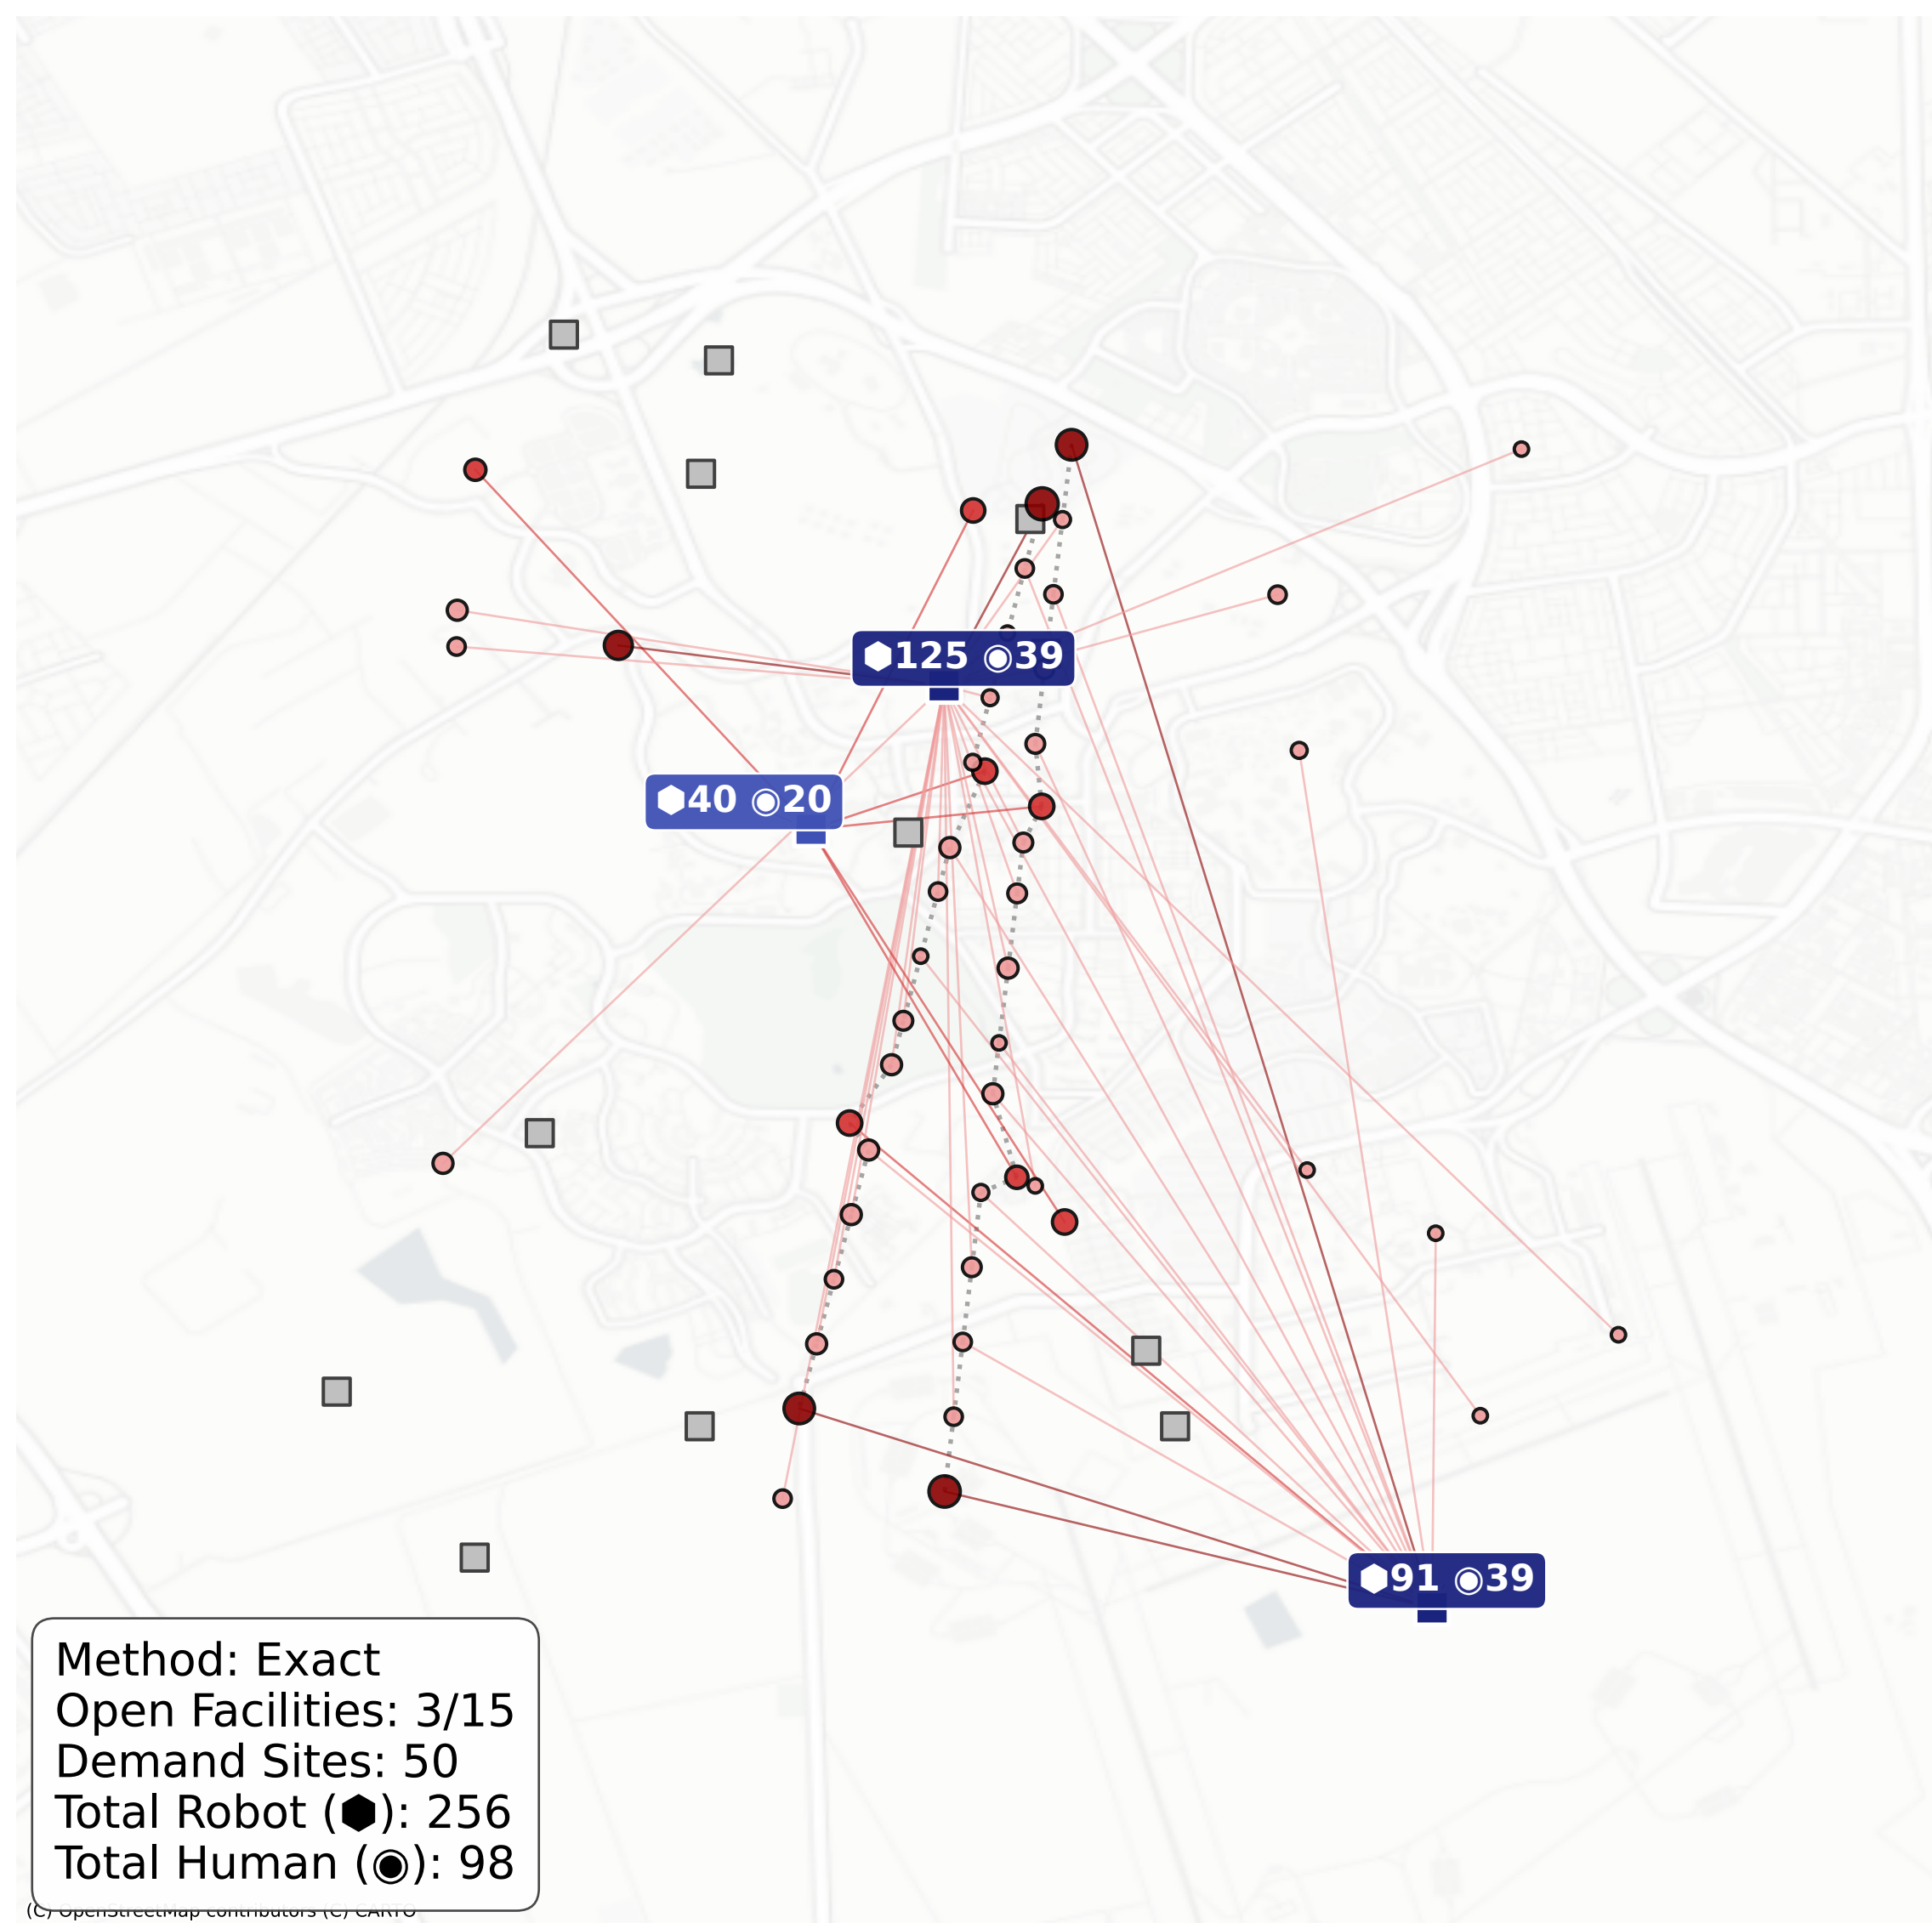 ⬢125 ◉39
⬢40 ◉20
⬢91 ◉39
Method: Exact
Open Facilities: 3/15
Demand Sites: 50
Total Robot (⬢): 256
Total Human (◉): 98
(C) OpenStreetMap contributors (C) CARTO